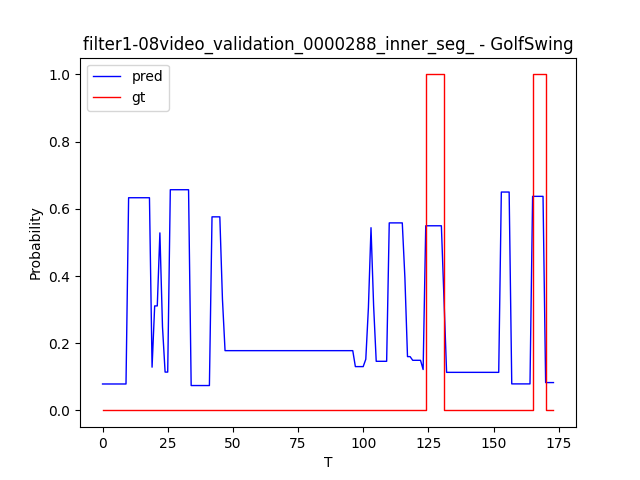 filter1-08video_validation_0000288_inner_seg_ - GolfSwing
pred
gt
1.0
0.8
0.6
0.4
0.2
0.0
Probability
0 25 50 75 100 125 150 175
T